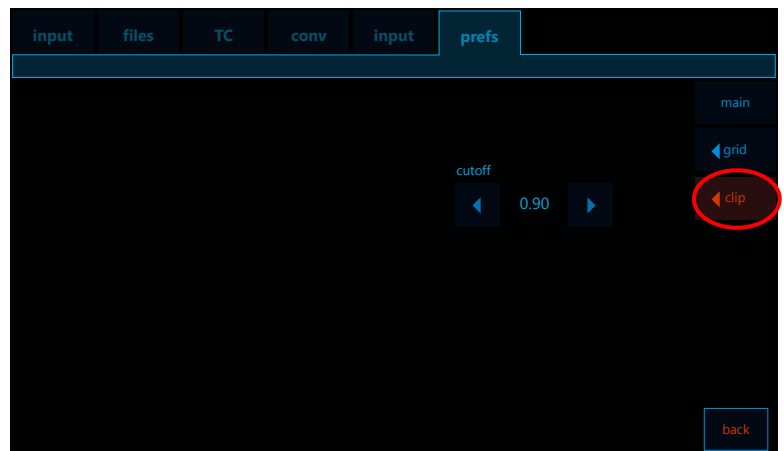 input files TC conv input prefs
main
grid
cutoff
clip
0.90
back